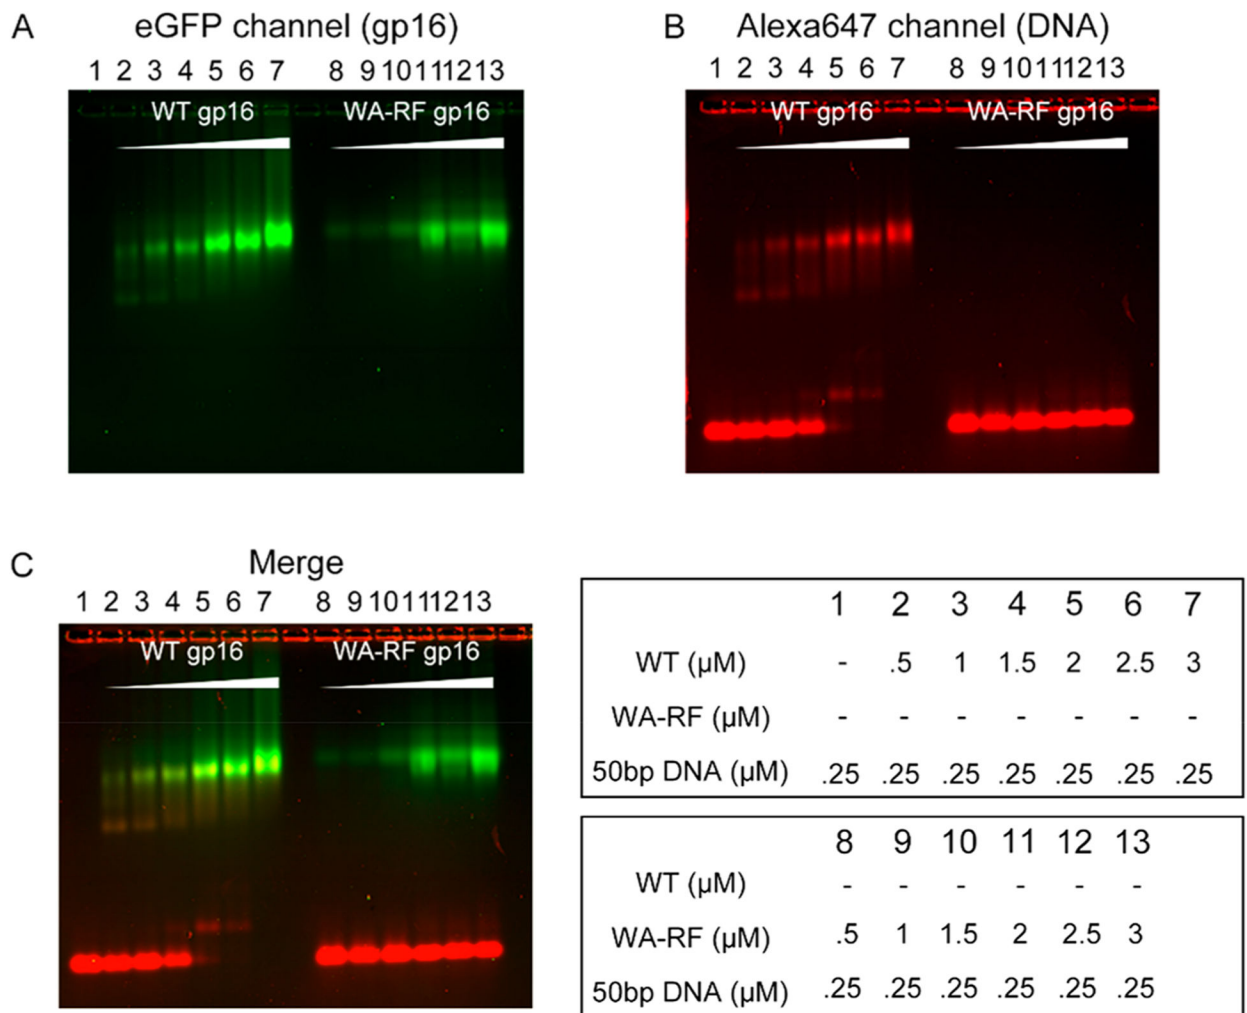 A eGFP channel (gp16)
1 2 3 4 5 6 7 8 9 10 11 12 13
WT gp16 WA-RF gp16
B Alexa647 channel (DNA)
1 2 3 4 5 6 7 8 9 10 11 12 13
WT gp16 WA-RF gp16
C Merge
1 2 3 4 5 6 7 8 9 10 11 12 13
WT gp16 WA-RF gp16
1 2 3 4 5 6 7
WT (µM) - .5 1 1.5 2 2.5 3
WA-RF (µM) - - - - - - -
50bp DNA (µM) .25 .25 .25 .25 .25 .25 .25
8 9 10 11 12 13
WT (µM) - - - - - -
WA-RF (µM) .5 1 1.5 2 2.5 3
50bp DNA (µM) .25 .25 .25 .25 .25 .25